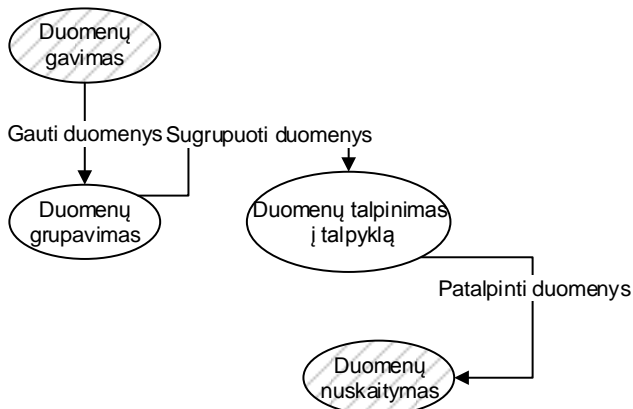 Duomenų
gavimas
Gauti duomenys
Sugrupuoti duomenys
Duomenų
grupavimas
Duomenų talpinimas
į talpyklą
Patalpinti duomenys
Duomenų
nuskaitymas